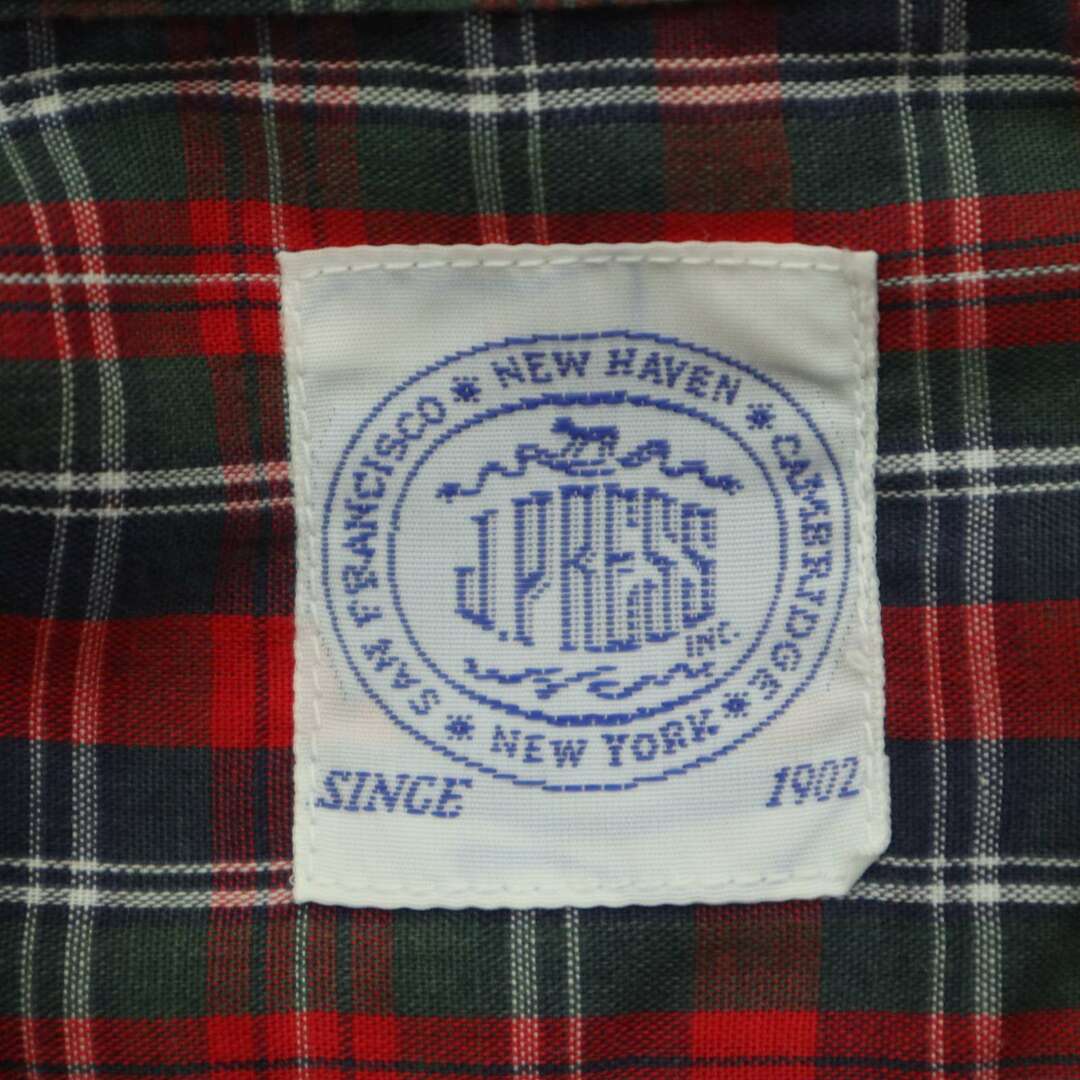 NEW HAVEN * CAMBRIDGE * NEW YORK * SAN FRANCISCO *
J.PRESS
INC.
SINCE 1902